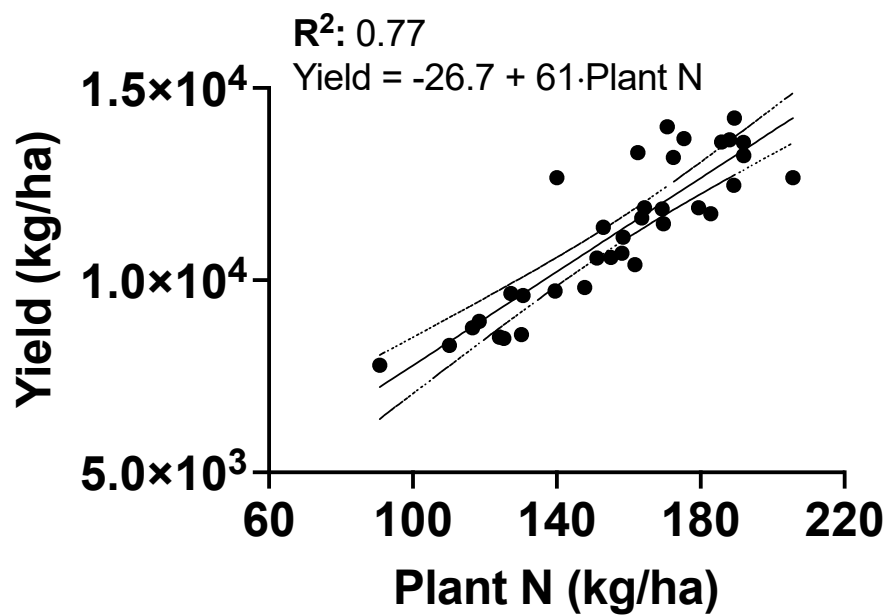 R²: 0.77
Yield = -26.7 + 61·Plant N
1.5×10⁴
1.0×10⁴
5.0×10³
Yield (kg/ha)
60 100 140 180 220
Plant N (kg/ha)